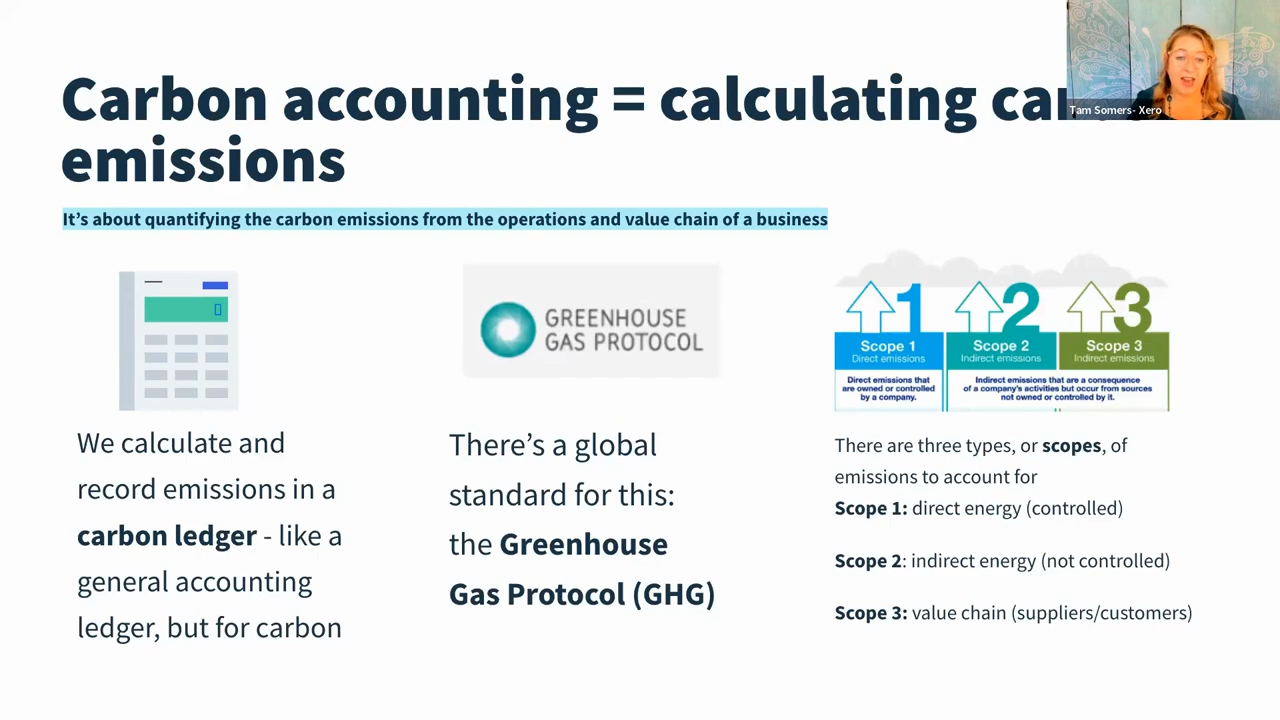 Carbon accounting = calculating
emissions
Tam Somers- Xero
It's about quantifying the carbon emissions from the operations and value chain of a business
0
GREENHOUSE
GAS PROTOCOL
1 2 3
Scope 1 Scope 2 Scope 3
Direct emissions Indirect emissions Indirect emissions
Direct emissions that
are owned or controlled
by a company.
Indirect emissions that are a consequence
of a company's activities but occur from sources
not owned or controlled by it.
We calculate and
record emissions in a
carbon ledger - like a
general accounting
ledger, but for carbon
There's a global
standard for this:
the Greenhouse
Gas Protocol (GHG)
There are three types, or scopes, of
emissions to account for
Scope 1: direct energy (controlled)
Scope 2: indirect energy (not controlled)
Scope 3: value chain (suppliers/customers)